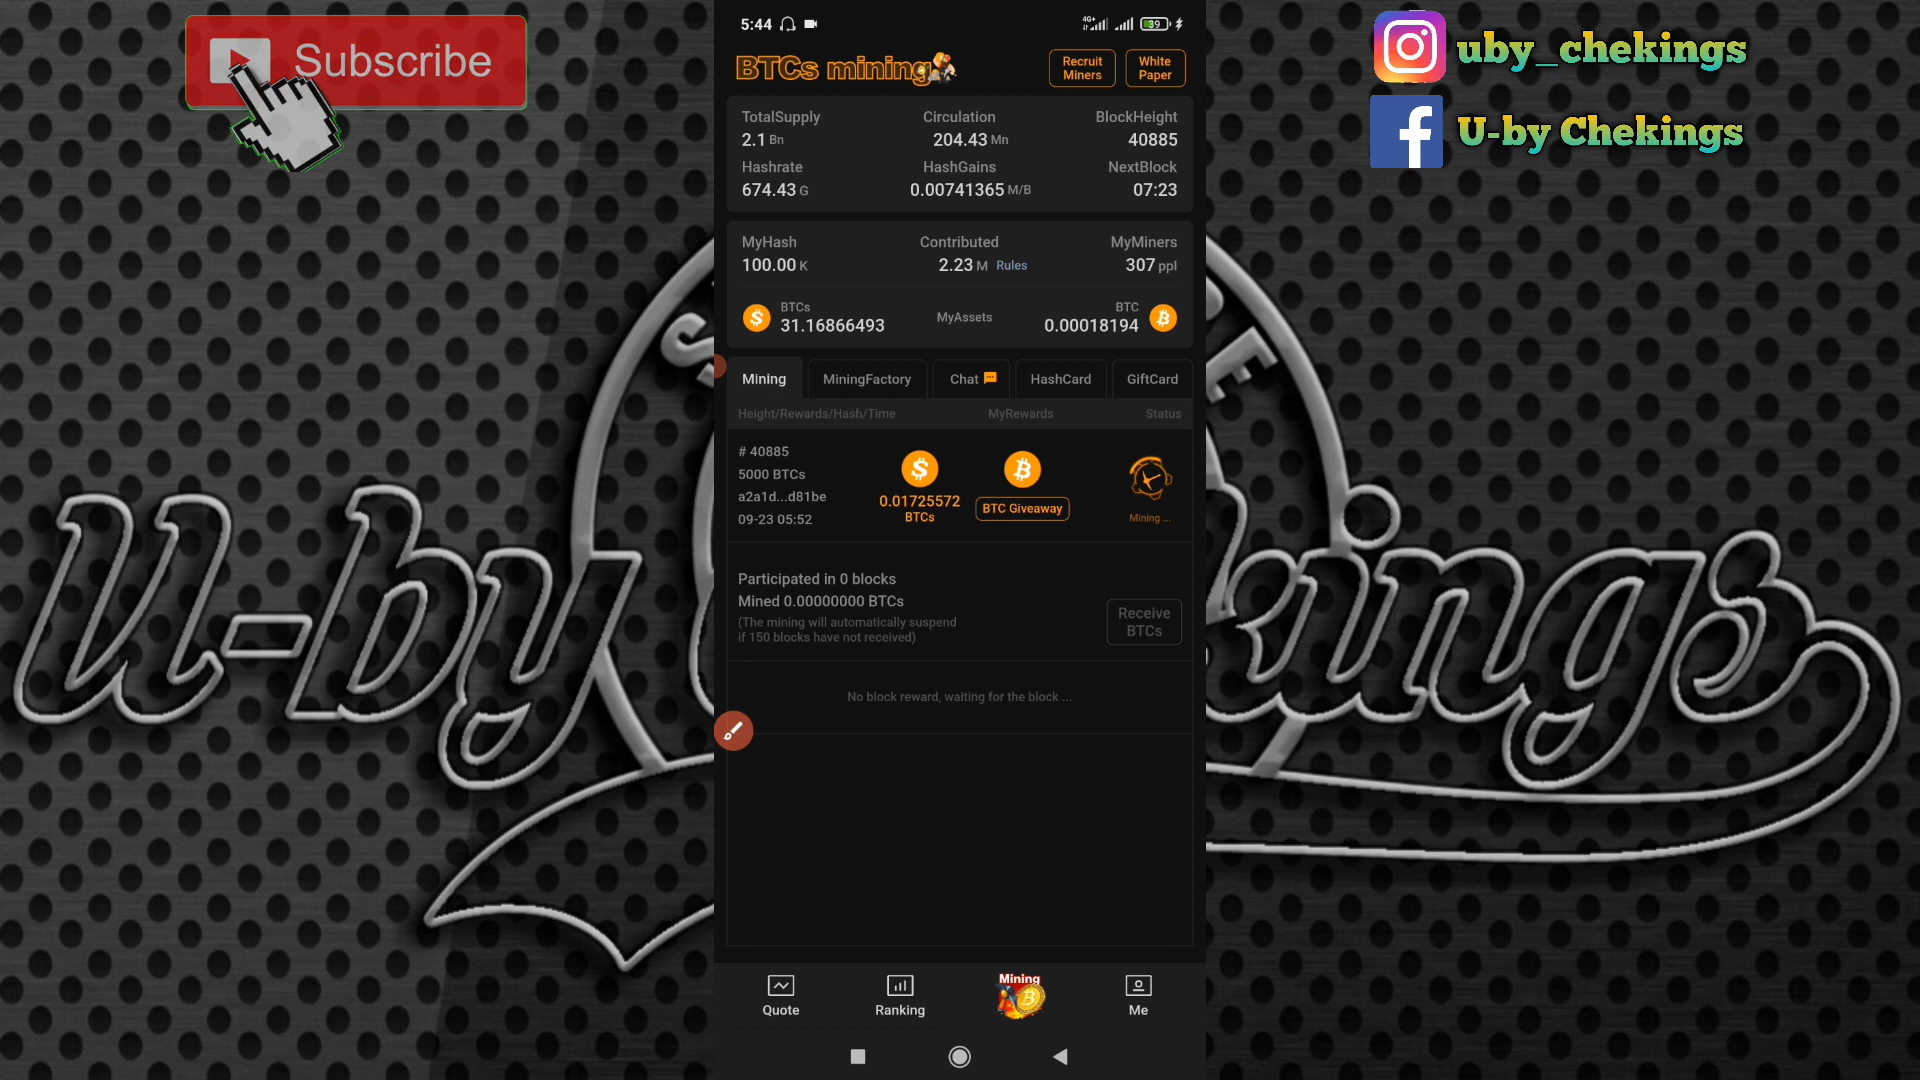 Subscribe
uby_chekings
U-by Chekings
5:44
4G+
39
BTCs mining
Recruit Miners
White Paper
TotalSupply Circulation BlockHeight
2.1 Bn 204.43 Mn 40885
Hashrate HashGains NextBlock
674.43 G 0.00741365 M/B 07:23
MyHash Contributed MyMiners
100.00 K 2.23 M Rules 307 ppl
BTCs MyAssets BTC
31.16866493 0.00018194
Mining MiningFactory Chat HashCard GiftCard
Height/Rewards/Hash/Time MyRewards Status
# 40885
5000 BTCs
a2a1d...d81be
09-23 05:52
0.01725572
BTCs
BTC Giveaway
Mining ...
Participated in 0 blocks
Mined 0.00000000 BTCs
(The mining will automatically suspend
if 150 blocks have not received)
Receive
BTCs
No block reward, waiting for the block ...
Mining
Quote Ranking Me